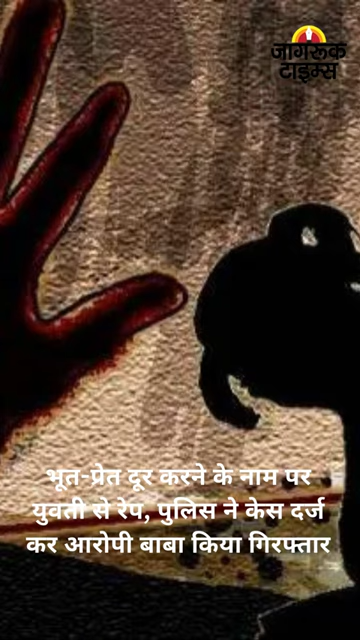 जागरूक
टाइम्स
भूत-प्रेत दूर करने के नाम पर
युवती से रेप, पुलिस ने केस दर्ज
कर आरोपी बाबा किया गिरफ्तार